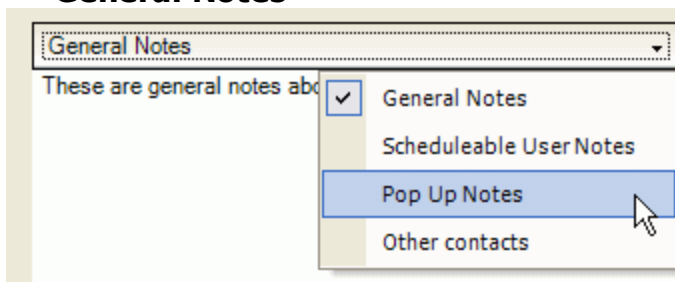 General Notes
General Notes
These are general notes abo
General Notes
Scheduleable User Notes
Pop Up Notes
Other contacts